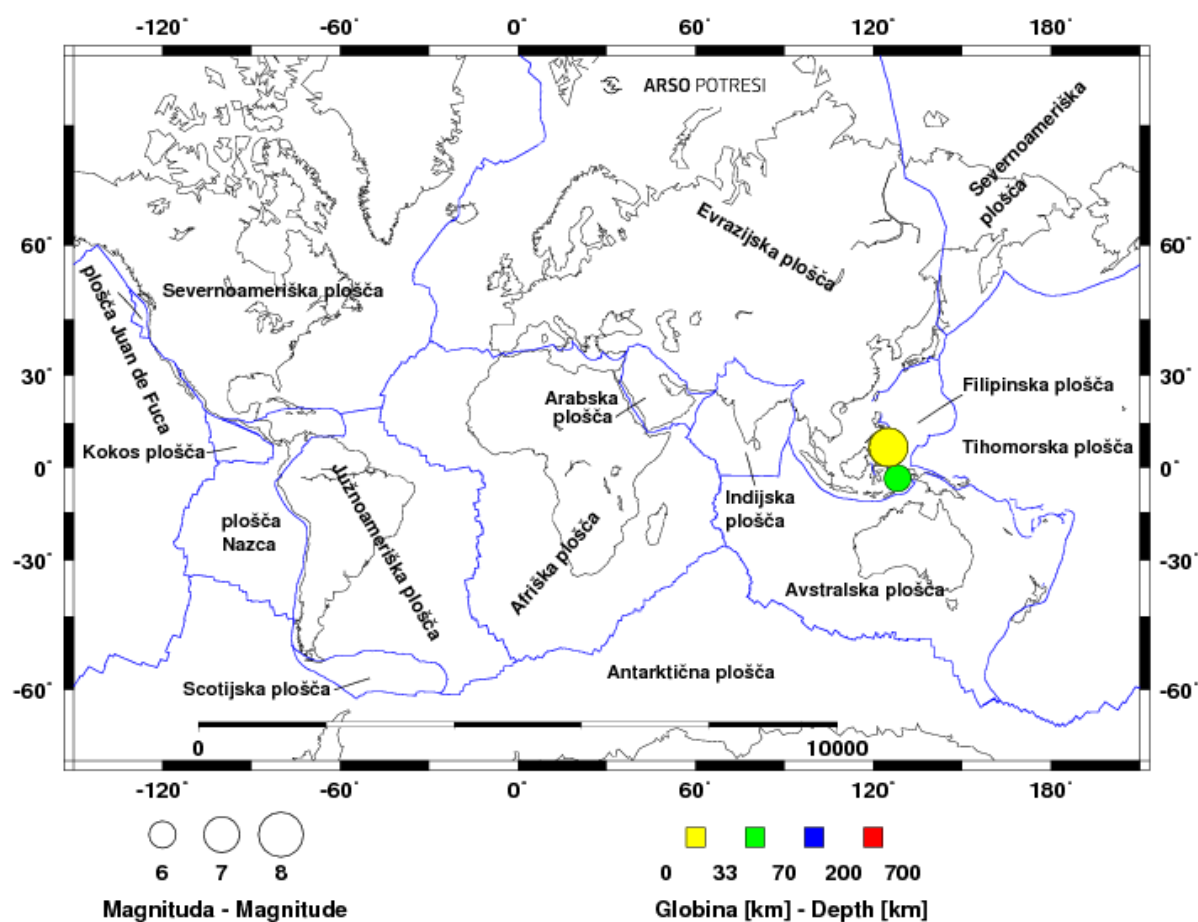 -120° -60° 0° 60° 120° 180°
ARSO POTRESI
Severnoameriška
plošča
Evrazijska plošča
60° 60°
plošča Juan de Fuca
Severnoameriška plošča
30° 30°
Filipinska plošča
Arabska
plošča
Kokos plošča
Tihomorska plošča
0° 0°
Južnoameriška plošča
Indijska
plošča
plošča
Nazca
Afriška plošča
-30° -30°
Avstralska plošča
Antarktična plošča
Scotijska plošča
-60° -60°
0 10000
-120° -60° 0° 60° 120° 180°
6 7 8
0 33 70 200 700
Magnituda - Magnitude
Globina [km] - Depth [km]